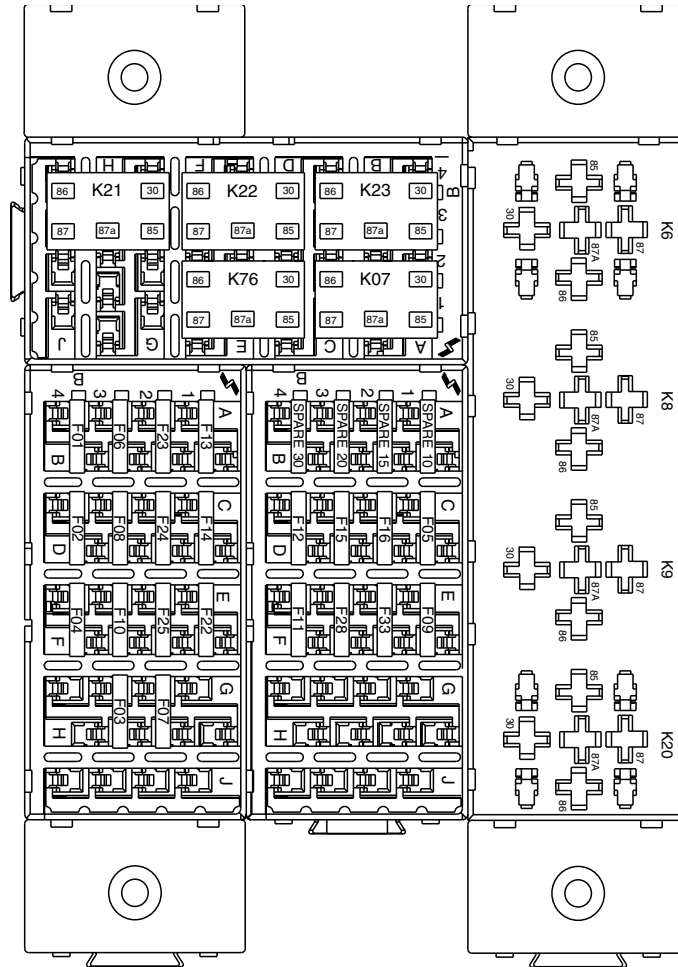 H F D B 4 B
86 K21 30
86 K22 30
86 K23 30
87 87a 85
87 87a 85
87 87a 85
3
2
86 K76 30
86 K07 30
1
87 87a 85
87 87a 85
J G E C A
B
4 3 2 1
A
F01 F06 F23 F13
B
C
F02 F08 F24 F14
D
E
F04 F10 F25 F22
F
G
F03 F07
H
J
B
4 3 2 1
A
SPARE 30 SPARE 20 SPARE 15 SPARE 10
B
C
F12 F15 F16 F05
D
E
F11 F28 F33 F09
F
G
H
J
85
30 87A 87 K6
86
85
30 87A 87 K8
86
85
30 87A 87 K9
86
85
30 87A 87 K20
86